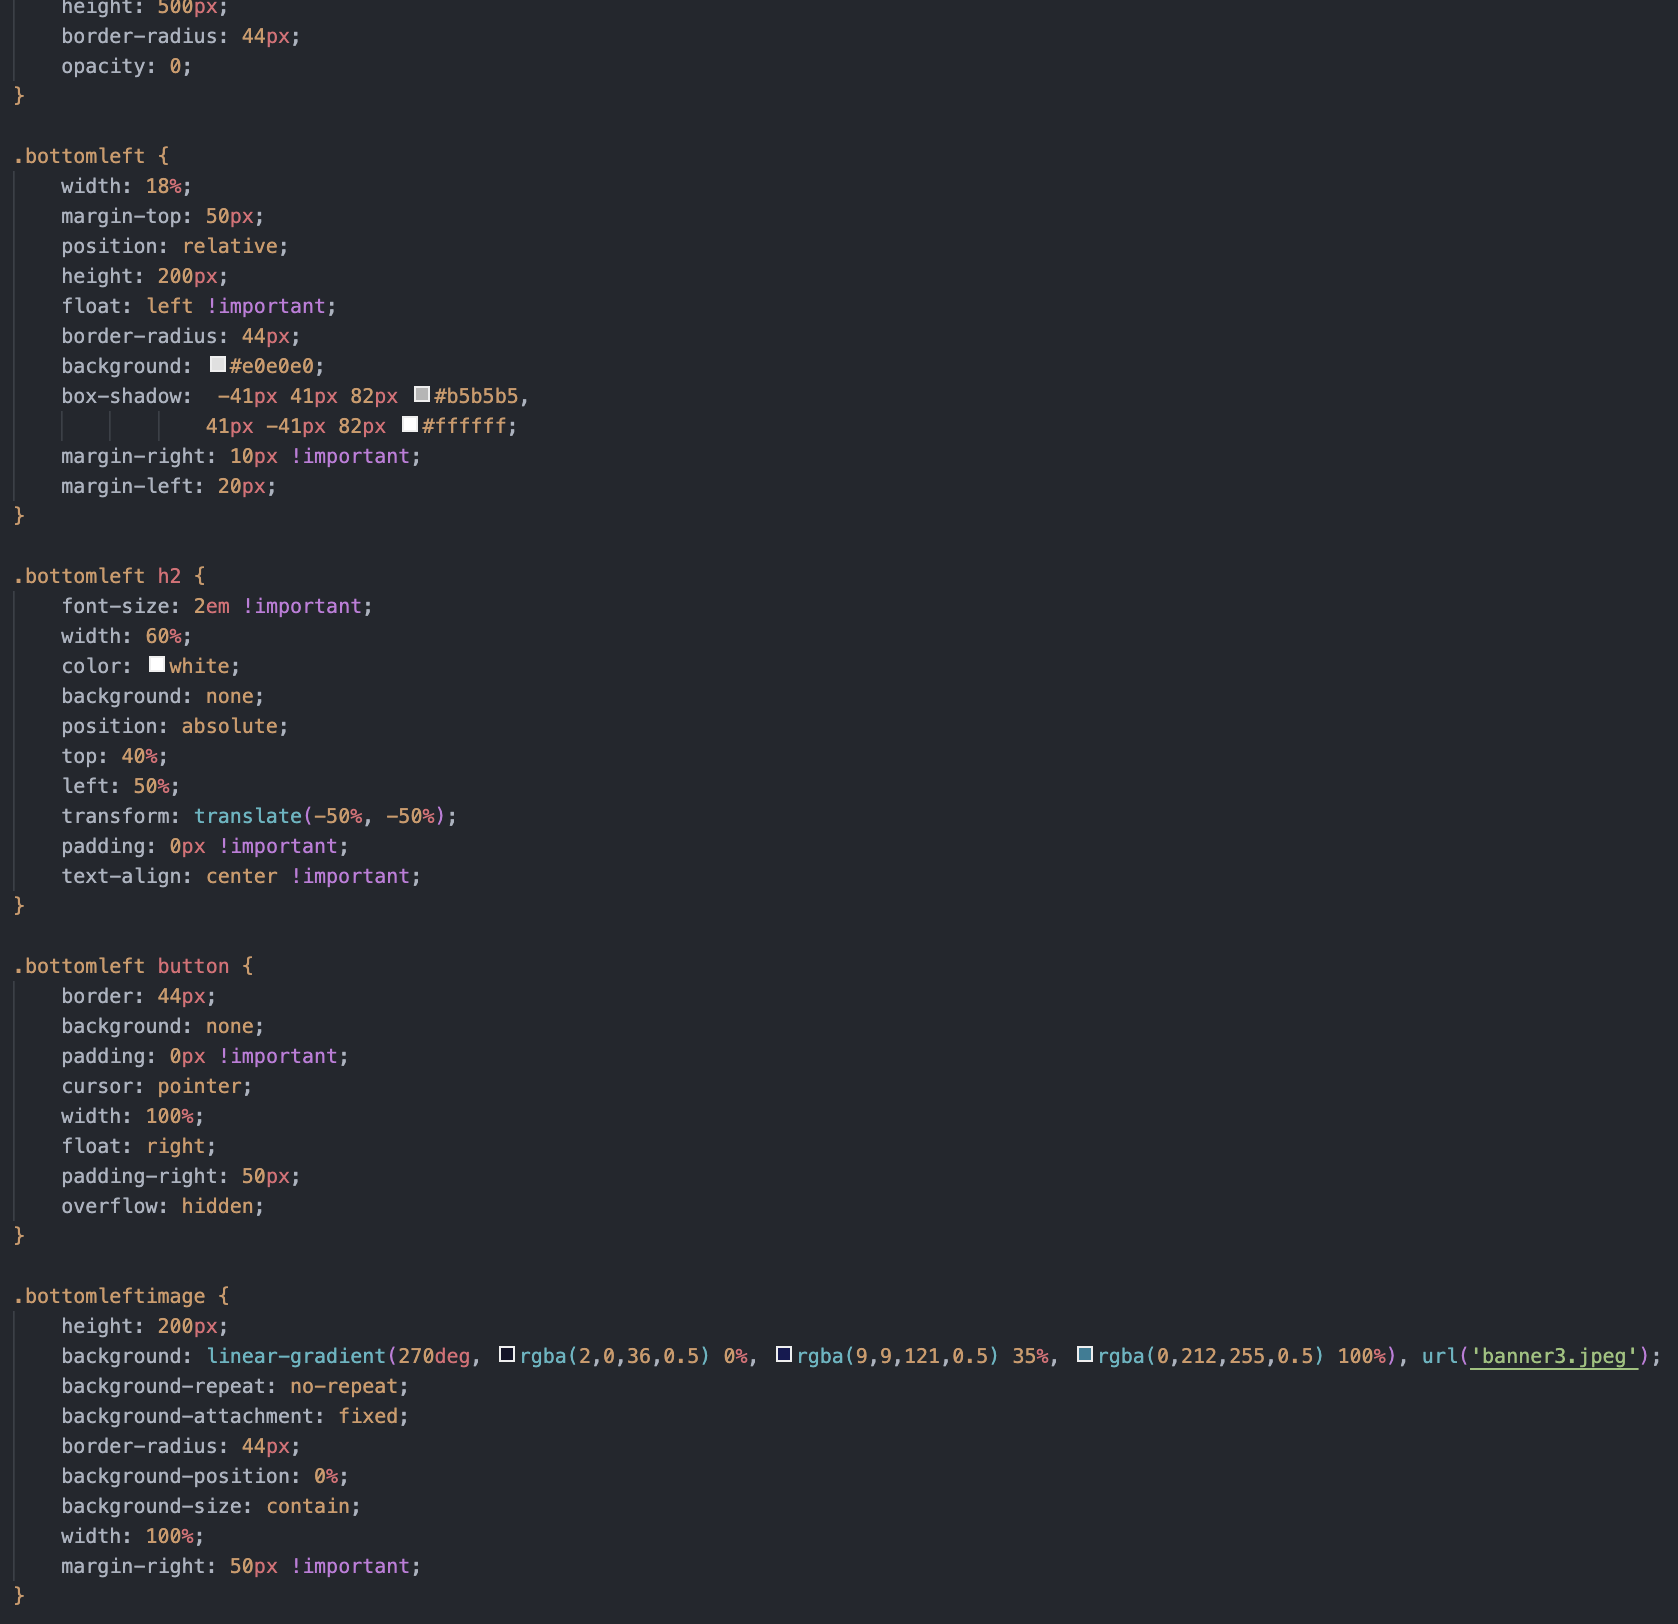 height: 500px;
border-radius: 44px;
opacity: 0;
}
.bottomleft {
width: 18%;
margin-top: 50px;
position: relative;
height: 200px;
float: left !important;
border-radius: 44px;
background: #e0e0e0;
box-shadow: -41px 41px 82px #b5b5b5,
41px -41px 82px #ffffff;
margin-right: 10px !important;
margin-left: 20px;
}
.bottomleft h2 {
font-size: 2em !important;
width: 60%;
color: white;
background: none;
position: absolute;
top: 40%;
left: 50%;
transform: translate(-50%, -50%);
padding: 0px !important;
text-align: center !important;
}
.bottomleft button {
border: 44px;
background: none;
padding: 0px !important;
cursor: pointer;
width: 100%;
float: right;
padding-right: 50px;
overflow: hidden;
}
.bottomleftimage {
height: 200px;
background: linear-gradient(270deg, rgba(2,0,36,0.5) 0%, rgba(9,9,121,0.5) 35%, rgba(0,212,255,0.5) 100%), url('banner3.jpeg');
background-repeat: no-repeat;
background-attachment: fixed;
border-radius: 44px;
background-position: 0%;
background-size: contain;
width: 100%;
margin-right: 50px !important;
}